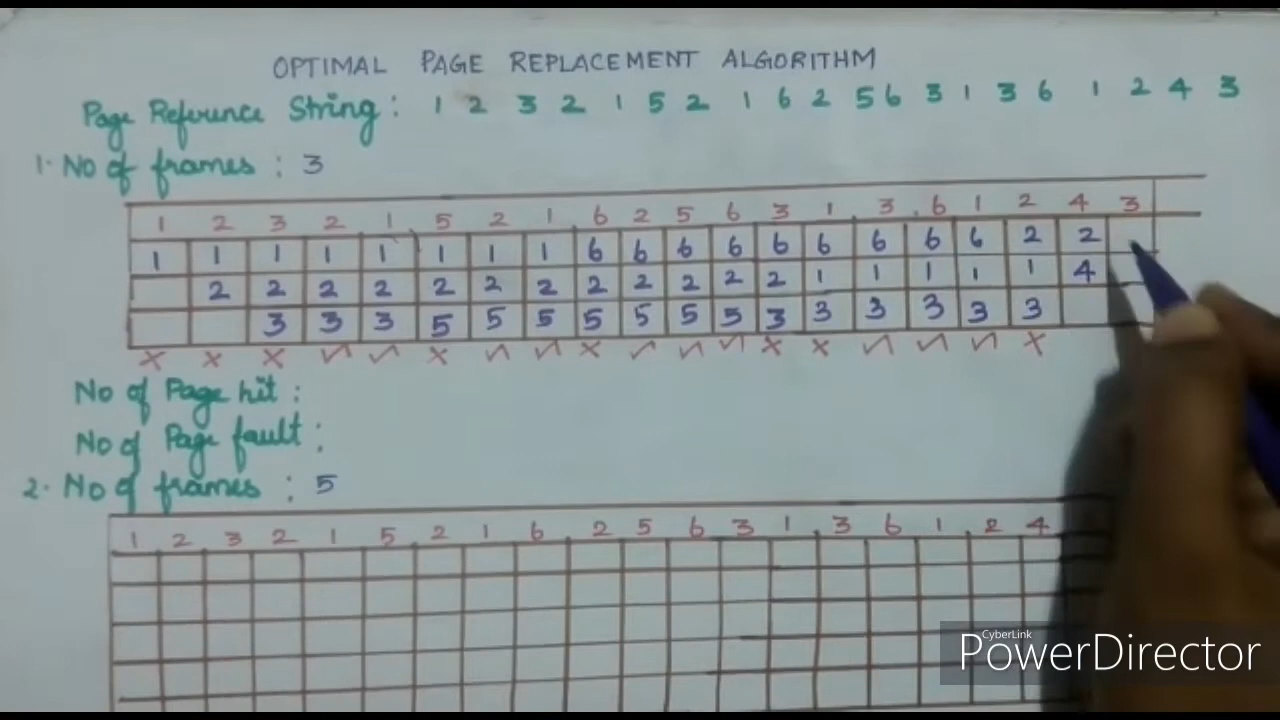 OPTIMAL PAGE REPLACEMENT ALGORITHM
Page Reference String : 1 2 3 2 1 5 2 1 6 2 5 6 3 1 3 6 1 2 4 3
1. No of frames : 3
1 2 3 2 1 5 2 1 6 2 5 6 3 1 3 6 1 2 4 3
1 1 1 1 1 1 1 1 6 6 6 6 6 6 6 6 6 2 2
2 2 2 2 2 2 2 2 2 2 2 2 1 1 1 1 1 4
3 3 3 5 5 5 5 5 5 5 3 3 3 3 3 3
× × × ✓ ✓ × ✓ ✓ × ✓ ✓ ✓ × × ✓ ✓ ✓ ×
No of Page hit :
No of Page fault :
2. No of frames : 5
1 2 3 2 1 5 2 1 6 2 5 6 3 1 3 6 1 2 4
CyberLink
PowerDirector